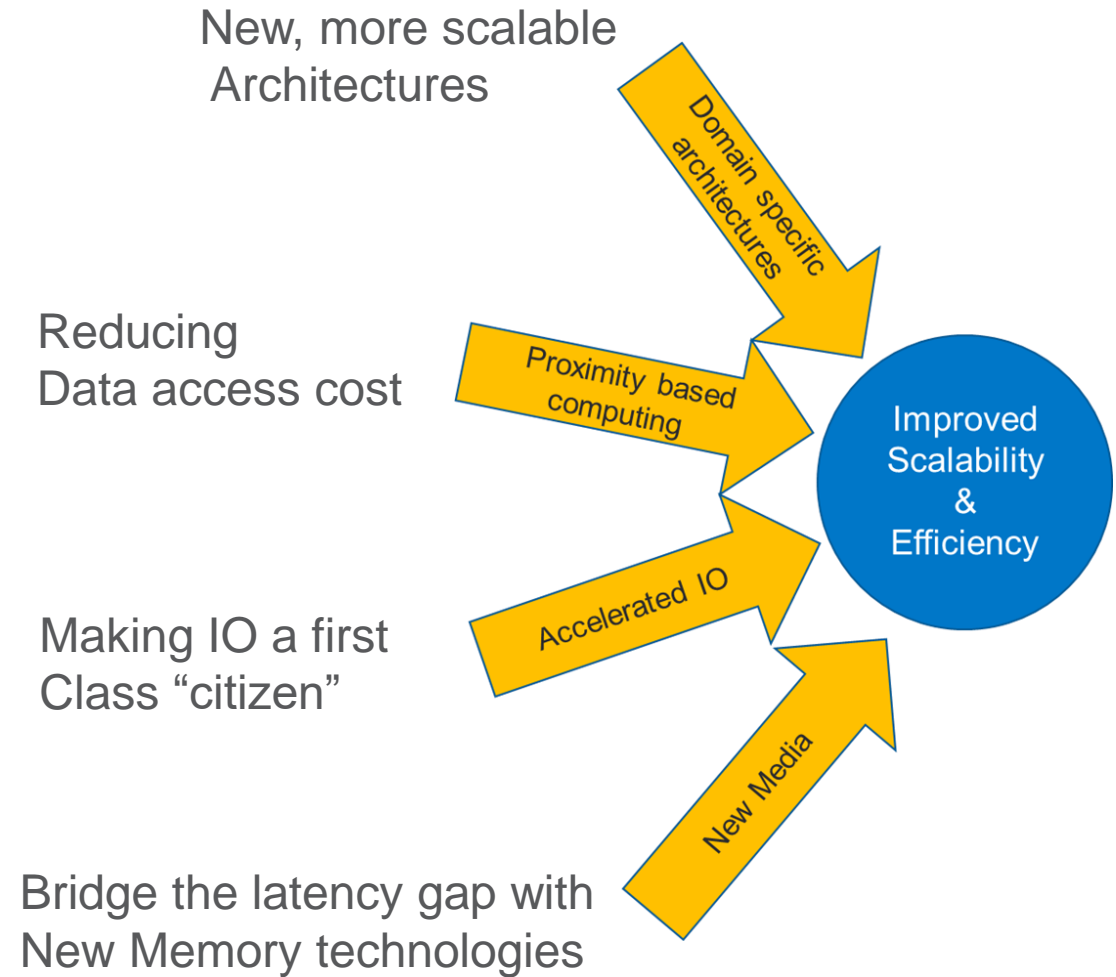 New, more scalable
Architectures
Domain specific
architectures
Reducing
Data access cost
Proximity based
computing
Improved
Scalability
&
Efficiency
Making IO a first
Class “citizen”
Accelerated IO
New Media
Bridge the latency gap with
New Memory technologies